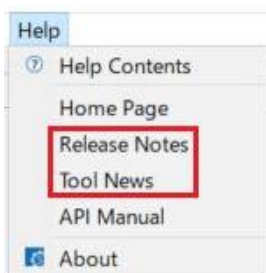 Help
Help Contents
Home Page
Release Notes
Tool News
API Manual
About